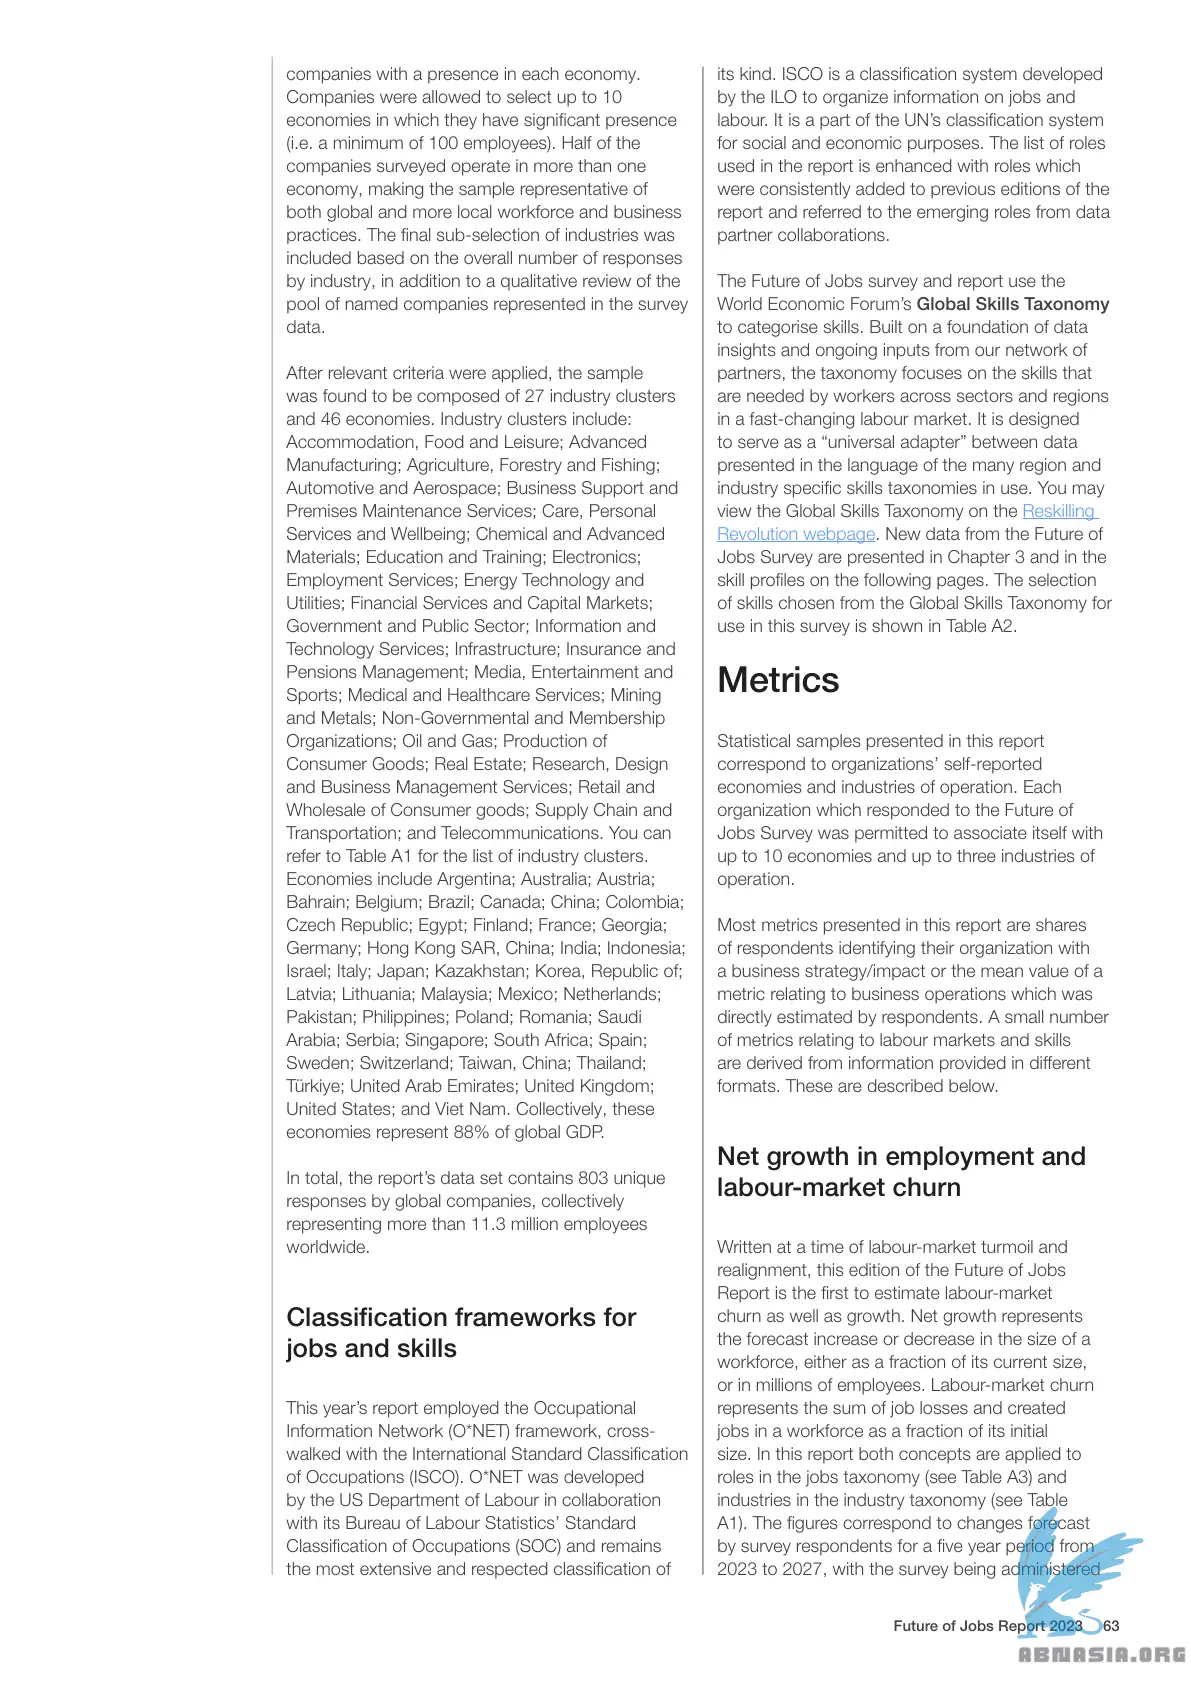 companies with a presence in each economy.
Companies were allowed to select up to 10
economies in which they have significant presence
(i.e. a minimum of 100 employees). Half of the
companies surveyed operate in more than one
economy, making the sample representative of
both global and more local workforce and business
practices. The final sub-selection of industries was
included based on the overall number of responses
by industry, in addition to a qualitative review of the
pool of named companies represented in the survey
data.
After relevant criteria were applied, the sample
was found to be composed of 27 industry clusters
and 46 economies. Industry clusters include:
Accommodation, Food and Leisure; Advanced
Manufacturing; Agriculture, Forestry and Fishing;
Automotive and Aerospace; Business Support and
Premises Maintenance Services; Care, Personal
Services and Wellbeing; Chemical and Advanced
Materials; Education and Training; Electronics;
Employment Services; Energy Technology and
Utilities; Financial Services and Capital Markets;
Government and Public Sector; Information and
Technology Services; Infrastructure; Insurance and
Pensions Management; Media, Entertainment and
Sports; Medical and Healthcare Services; Mining
and Metals; Non-Governmental and Membership
Organizations; Oil and Gas; Production of
Consumer Goods; Real Estate; Research, Design
and Business Management Services; Retail and
Wholesale of Consumer goods; Supply Chain and
Transportation; and Telecommunications. You can
refer to Table A1 for the list of industry clusters.
Economies include Argentina; Australia; Austria;
Bahrain; Belgium; Brazil; Canada; China; Colombia;
Czech Republic; Egypt; Finland; France; Georgia;
Germany; Hong Kong SAR, China; India; Indonesia;
Israel; Italy; Japan; Kazakhstan; Korea, Republic of;
Latvia; Lithuania; Malaysia; Mexico; Netherlands;
Pakistan; Philippines; Poland; Romania; Saudi
Arabia; Serbia; Singapore; South Africa; Spain;
Sweden; Switzerland; Taiwan, China; Thailand;
Türkiye; United Arab Emirates; United Kingdom;
United States; and Viet Nam. Collectively, these
economies represent 88% of global GDP.
In total, the report's data set contains 803 unique
responses by global companies, collectively
representing more than 11.3 million employees
worldwide.
Classification frameworks for
jobs and skills
This year's report employed the Occupational
Information Network (O*NET) framework, cross-
walked with the International Standard Classification
of Occupations (ISCO). O*NET was developed
by the US Department of Labour in collaboration
with its Bureau of Labour Statistics' Standard
Classification of Occupations (SOC) and remains
the most extensive and respected classification of
its kind. ISCO is a classification system developed
by the ILO to organize information on jobs and
labour. It is a part of the UN's classification system
for social and economic purposes. The list of roles
used in the report is enhanced with roles which
were consistently added to previous editions of the
report and referred to the emerging roles from data
partner collaborations.
The Future of Jobs survey and report use the
World Economic Forum's Global Skills Taxonomy
to categorise skills. Built on a foundation of data
insights and ongoing inputs from our network of
partners, the taxonomy focuses on the skills that
are needed by workers across sectors and regions
in a fast-changing labour market. It is designed
to serve as a “universal adapter” between data
presented in the language of the many region and
industry specific skills taxonomies in use. You may
view the Global Skills Taxonomy on the Reskilling
Revolution webpage. New data from the Future of
Jobs Survey are presented in Chapter 3 and in the
skill profiles on the following pages. The selection
of skills chosen from the Global Skills Taxonomy for
use in this survey is shown in Table A2.
Metrics
Statistical samples presented in this report
correspond to organizations' self-reported
economies and industries of operation. Each
organization which responded to the Future of
Jobs Survey was permitted to associate itself with
up to 10 economies and up to three industries of
operation.
Most metrics presented in this report are shares
of respondents identifying their organization with
a business strategy/impact or the mean value of a
metric relating to business operations which was
directly estimated by respondents. A small number
of metrics relating to labour markets and skills
are derived from information provided in different
formats. These are described below.
Net growth in employment and
labour-market churn
Written at a time of labour-market turmoil and
realignment, this edition of the Future of Jobs
Report is the first to estimate labour-market
churn as well as growth. Net growth represents
the forecast increase or decrease in the size of a
workforce, either as a fraction of its current size,
or in millions of employees. Labour-market churn
represents the sum of job losses and created
jobs in a workforce as a fraction of its initial
size. In this report both concepts are applied to
roles in the jobs taxonomy (see Table A3) and
industries in the industry taxonomy (see Table
A1). The figures correspond to changes forecast
by survey respondents for a five year period from
2023 to 2027, with the survey being administered
Future of Jobs Report 2023 63
ABNASIA.ORG